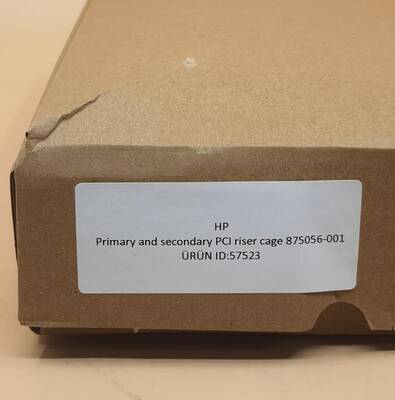 HP
Primary and secondary PCI riser cage 875056-001
ÜRÜN ID:57523